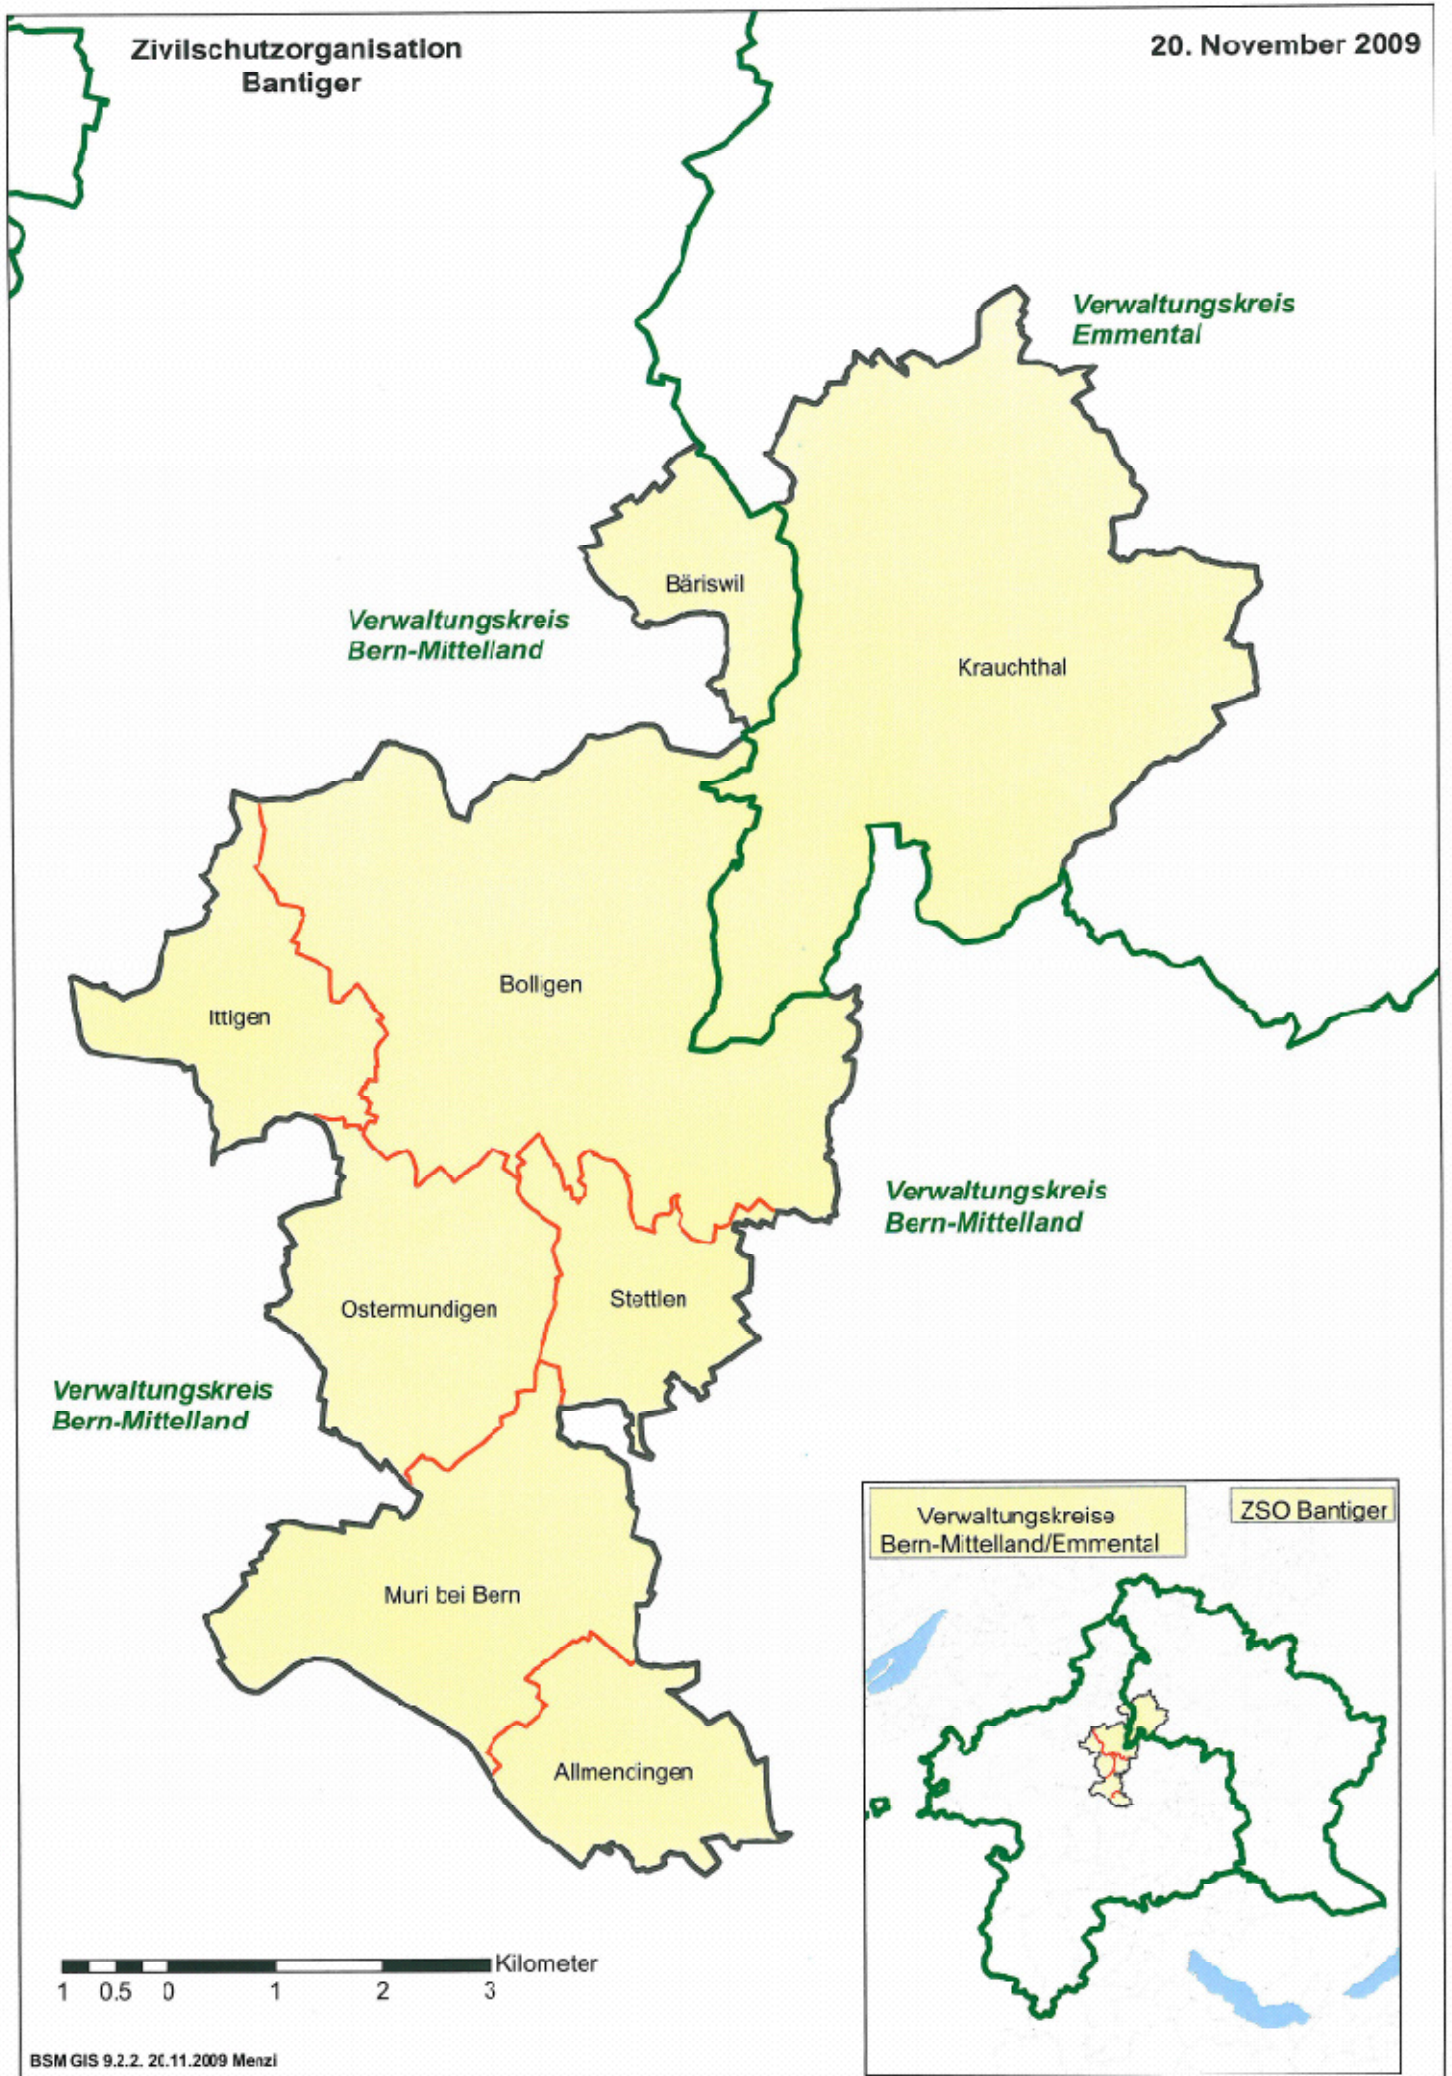 Zivilschutzorganisation
Bantiger
20. November 2009
Verwaltungskreis
Emmental
Bäriswil
Verwaltungskreis
Bern-Mittelland
Krauchthal
Bolligen
Ittigen
Verwaltungskreis
Bern-Mittelland
Ostermundigen
Stettlen
Verwaltungskreis
Bern-Mittelland
Muri bei Bern
Allmendingen
Verwaltungskreise
Bern-Mittelland/Emmental
ZSO Bantiger
Kilometer
1 0.5 0 1 2 3
BSM GIS 9.2.2. 20.11.2009 Menzi